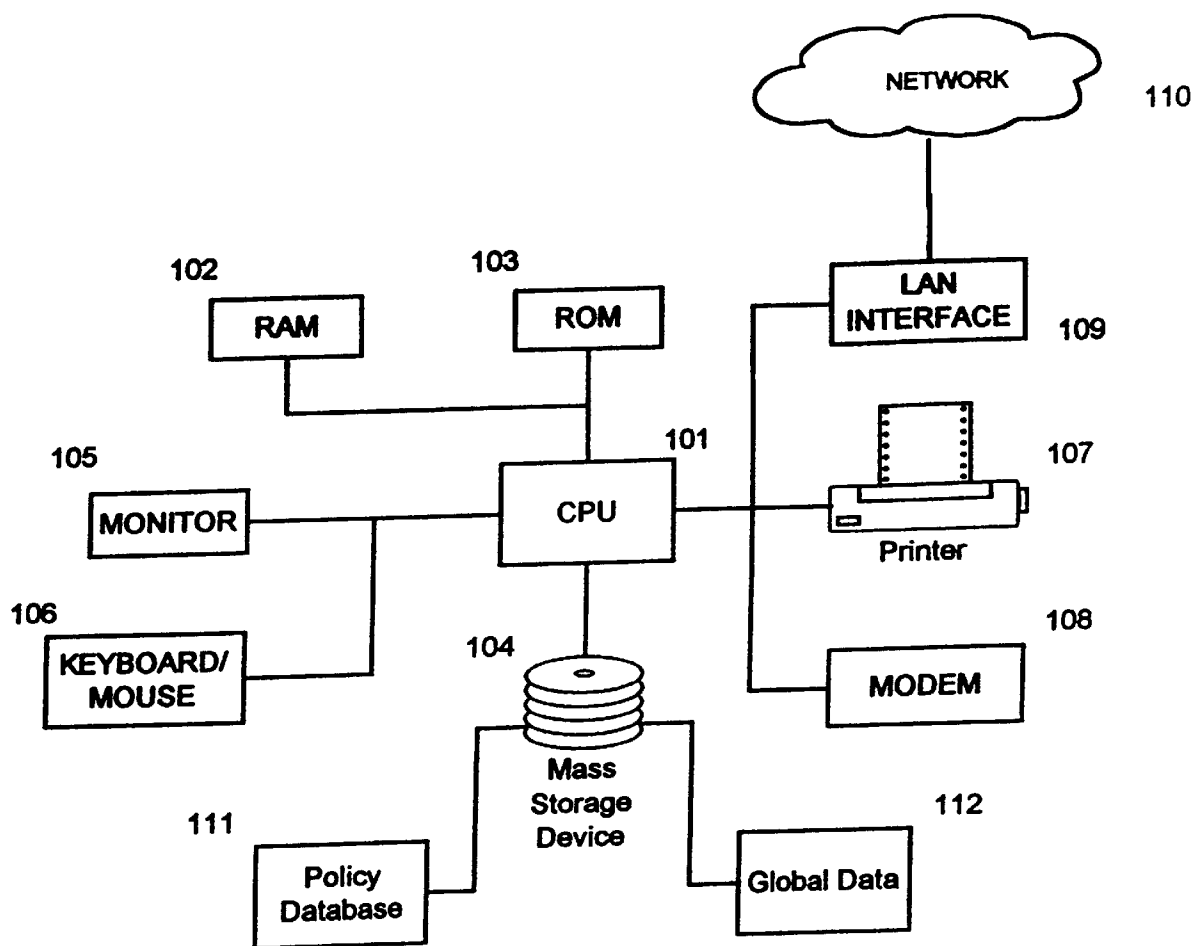 NETWORK
110
102
103
RAM
ROM
LAN
INTERFACE
109
105
101
107
MONITOR
CPU
Printer
106
104
108
KEYBOARD/
MOUSE
MODEM
Mass
Storage
Device
111
112
Policy
Database
Global Data